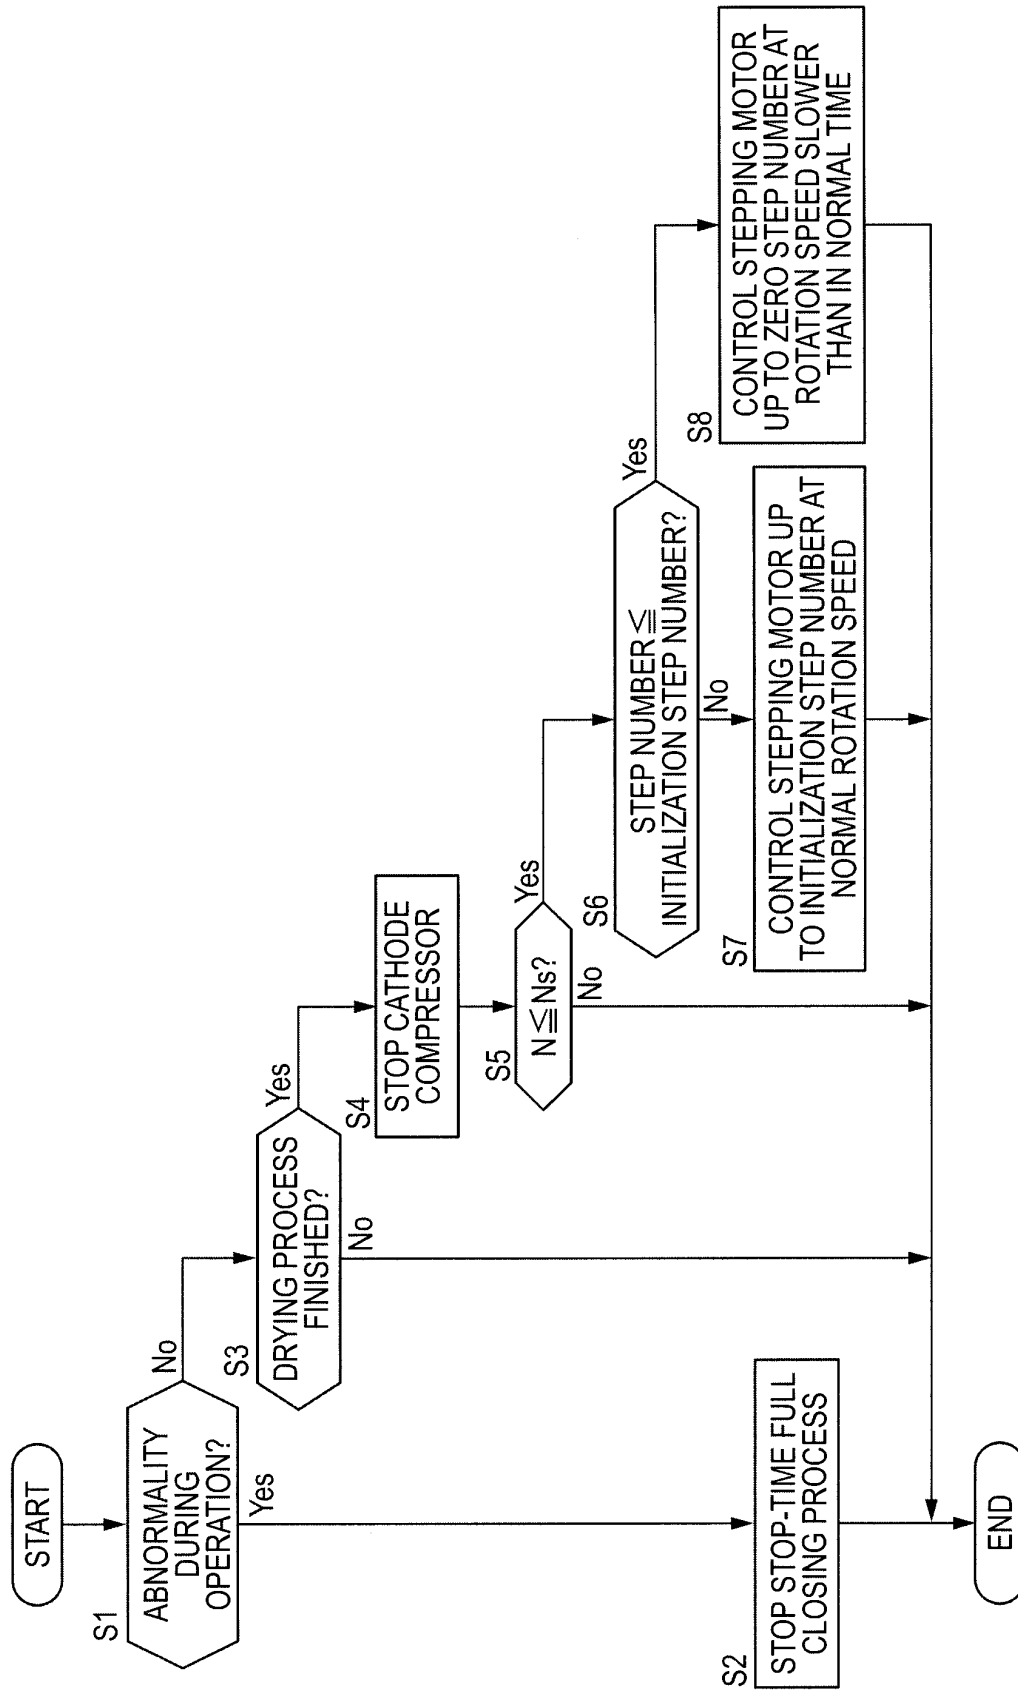 START
S1
ABNORMALITY
DURING
OPERATION?
No
Yes
S2
STOP STOP-TIME FULL
CLOSING PROCESS
S3
DRYING PROCESS
FINISHED?
Yes
No
S4
STOP CATHODE
COMPRESSOR
S5
N≦Ns?
Yes
No
S6
STEP NUMBER≦
INITIALIZATION STEP NUMBER?
Yes
No
S7
CONTROL STEPPING MOTOR UP
TO INITIALIZATION STEP NUMBER AT
NORMAL ROTATION SPEED
S8
CONTROL STEPPING MOTOR
UP TO ZERO STEP NUMBER AT
ROTATION SPEED SLOWER
THAN IN NORMAL TIME
END